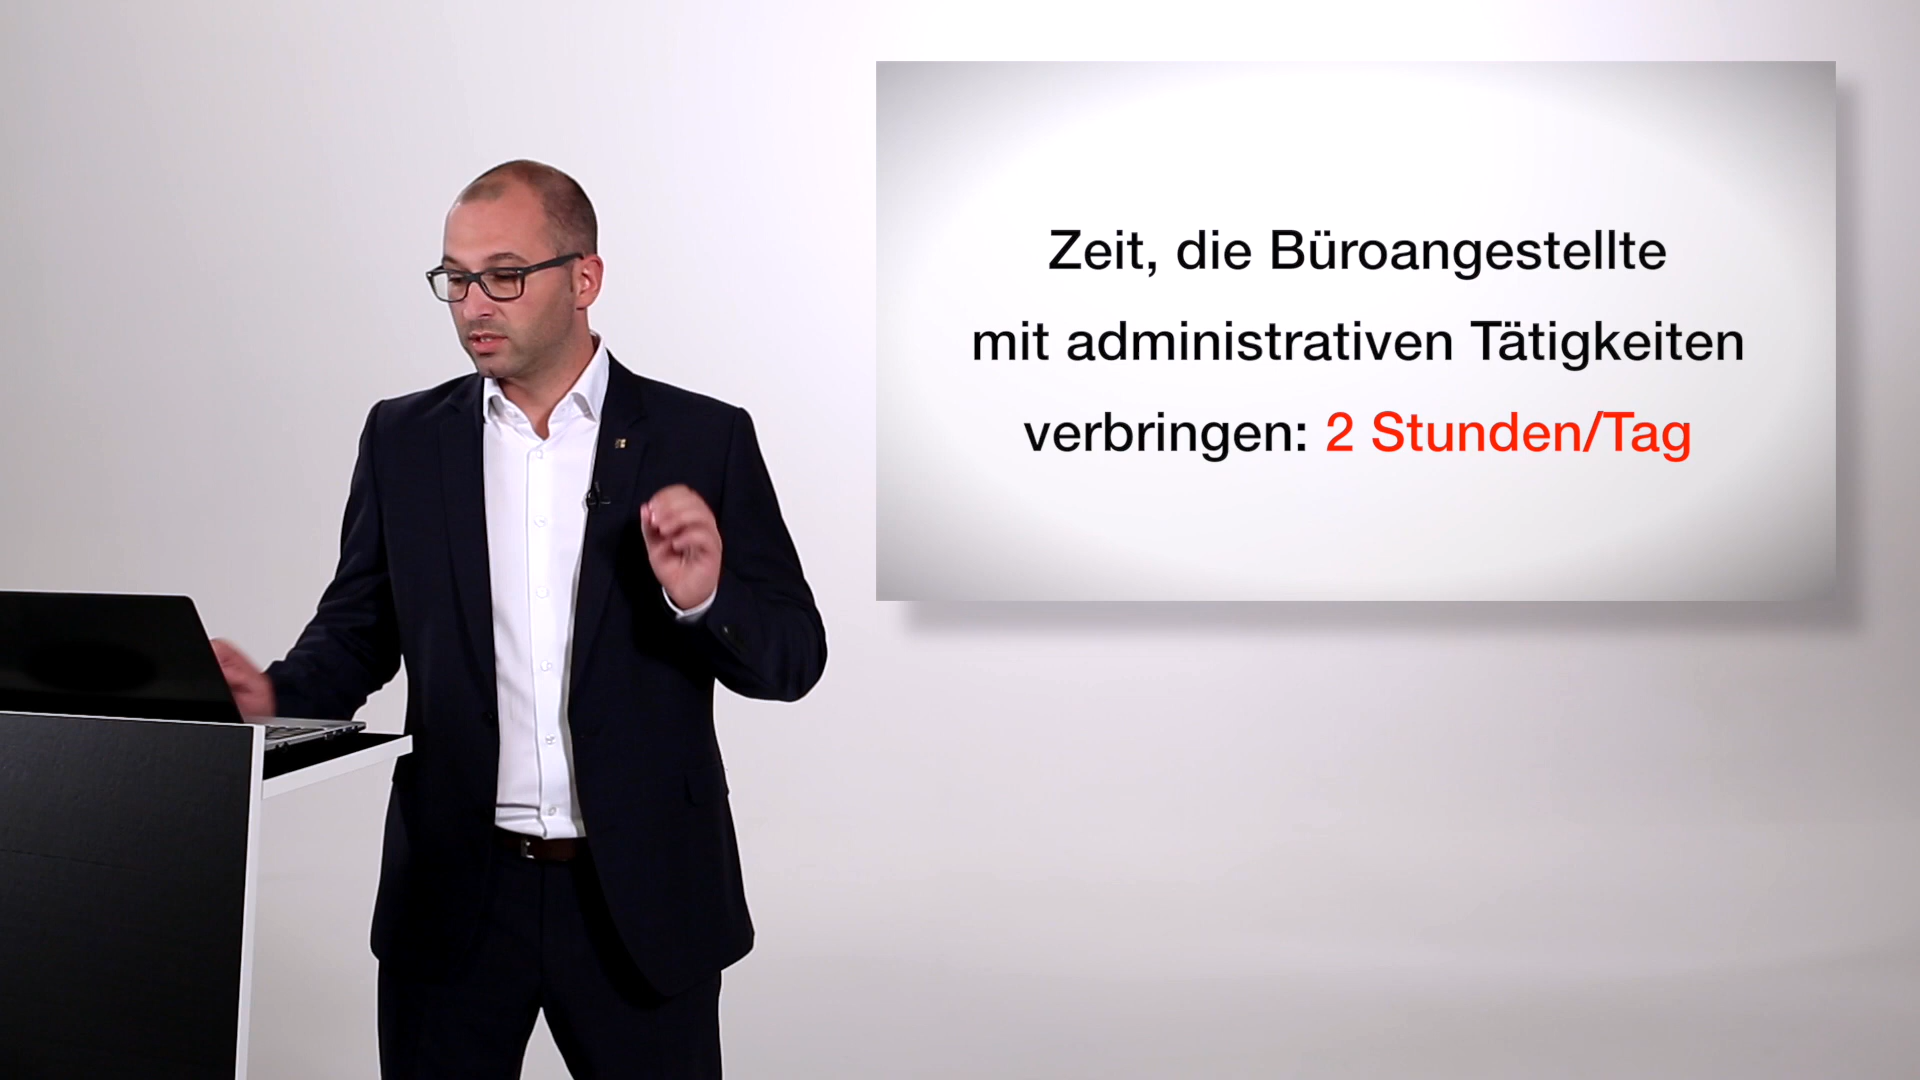 Zeit, die Büroangestellte
mit administrativen Tätigkeiten
verbringen: 2 Stunden/Tag